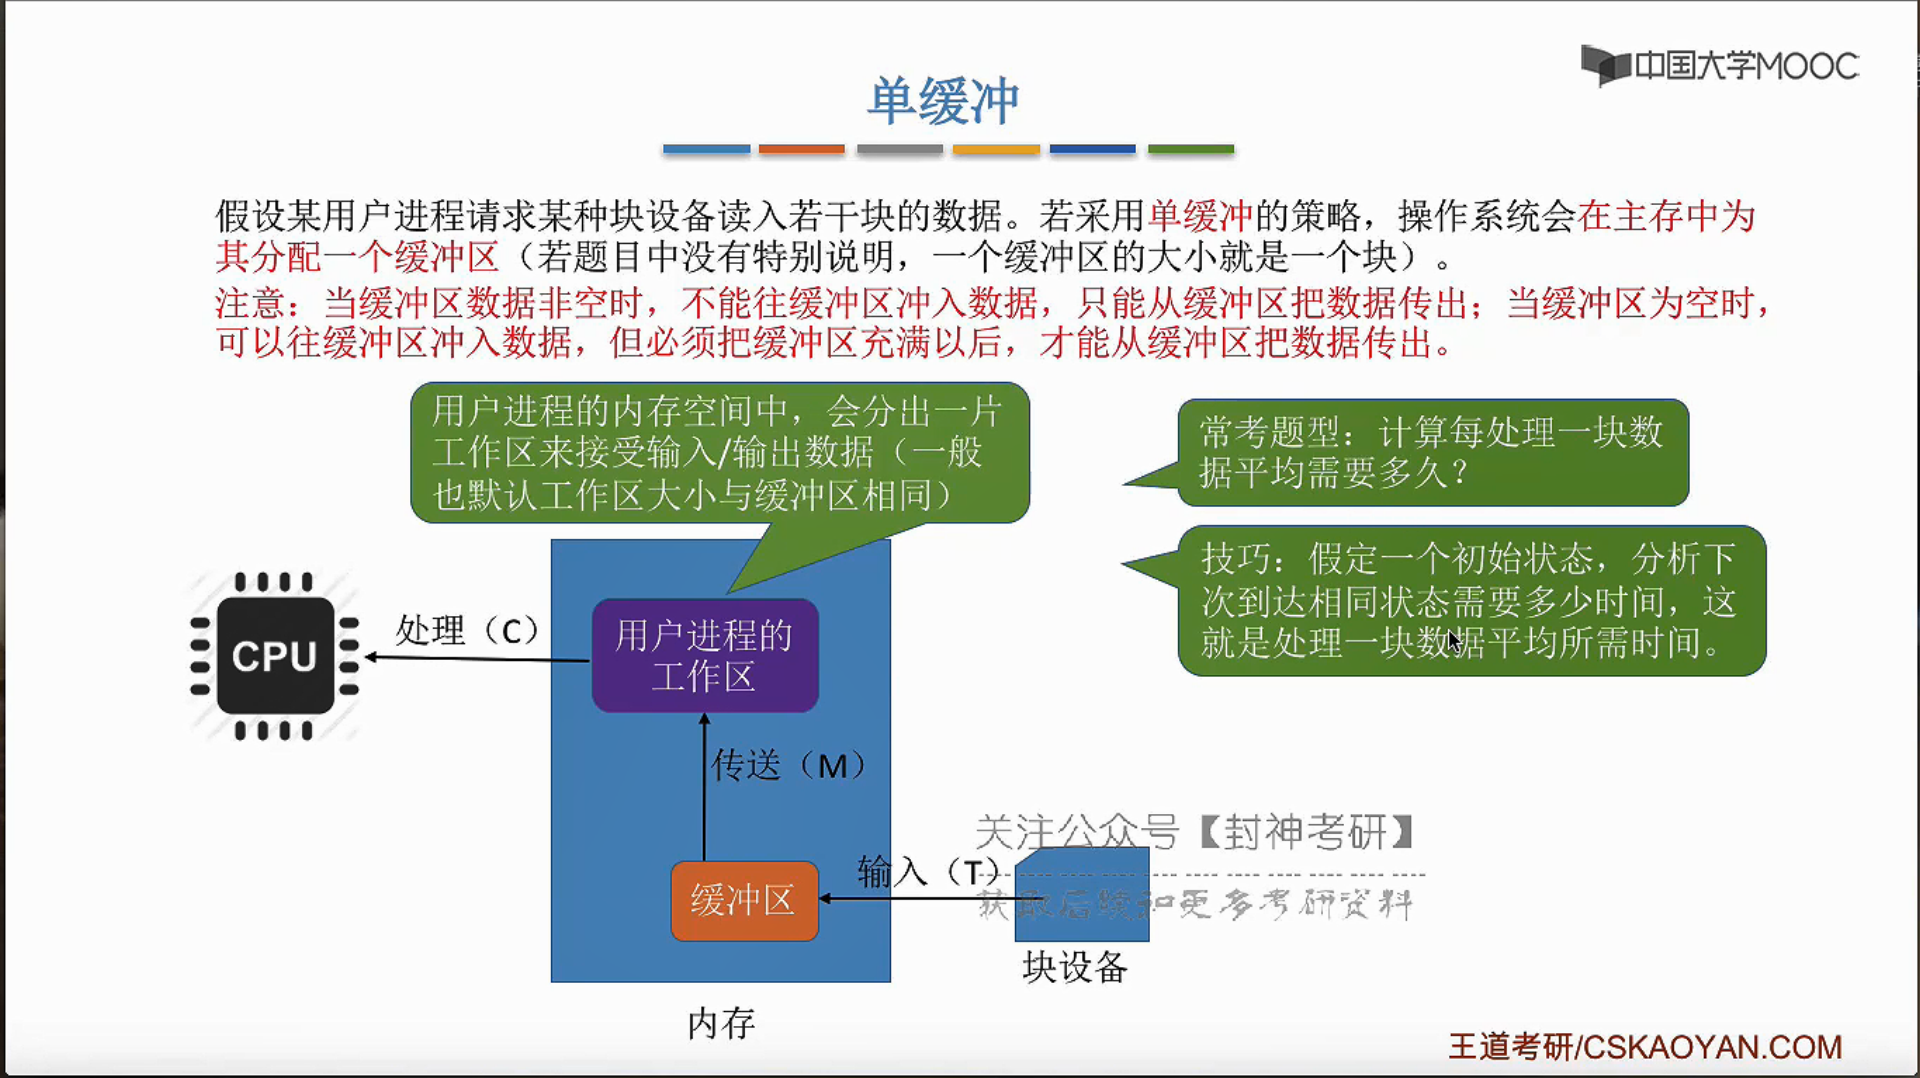 中国大学MOOC
单缓冲
假设某用户进程请求某种块设备读入若干块的数据。若采用单缓冲的策略，操作系统会在主存中为
其分配一个缓冲区（若题目中没有特别说明，一个缓冲区的大小就是一个块）。
注意：当缓冲区数据非空时，不能往缓冲区冲入数据，只能从缓冲区把数据传出；当缓冲区为空时，
可以往缓冲区冲入数据，但必须把缓冲区充满以后，才能从缓冲区把数据传出。
用户进程的内存空间中，会分出一片
工作区来接受输入/输出数据（一般
也默认工作区大小与缓冲区相同）
常考题型：计算每处理一块数
据平均需要多久？
技巧：假定一个初始状态，分析下
次到达相同状态需要多少时间，这
就是处理一块数据平均所需时间。
CPU
处理（C）
用户进程的
工作区
传送（M）
缓冲区
输入（T）
关注公众号【封神考研】
获取后续和更多考研资料
块设备
内存
王道考研/CSKAOYAN.COM